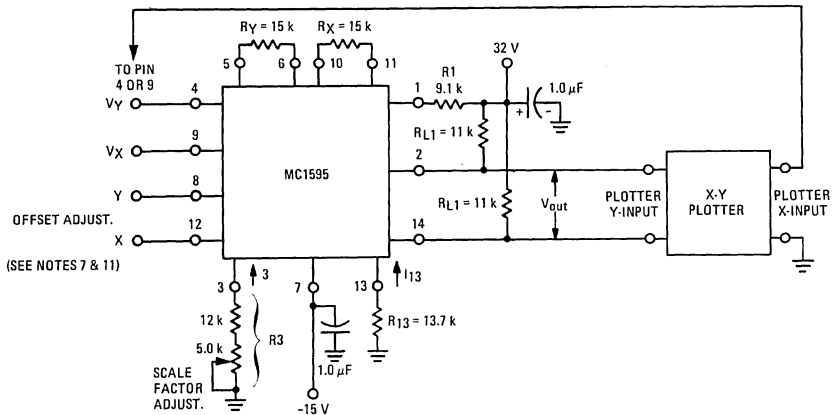 RY = 15 k
RX = 15 k
5
6
10
11
TO PIN
4 OR 9
32 V
R1
9.1 k
1.0 μF
+
−
VY
4
1
RL1 = 11 k
VX
9
2
MC1595
Y
8
RL1 = 11 k
Vout
PLOTTER
Y-INPUT
X-Y
PLOTTER
PLOTTER
X-INPUT
OFFSET ADJUST.
X
12
14
(SEE NOTES 7 & 11)
3
3
7
13
I13
12 k
R3
R13 = 13.7 k
5.0 k
1.0 μF
SCALE
FACTOR
ADJUST.
-15 V